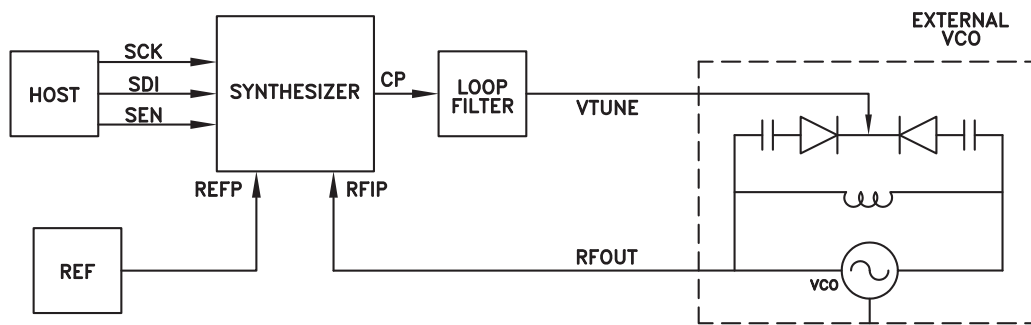 EXTERNAL
VCO
HOST
SCK
SDI
SEN
SYNTHESIZER
CP
LOOP
FILTER
VTUNE
REFP
RFIP
REF
RFOUT
VCO